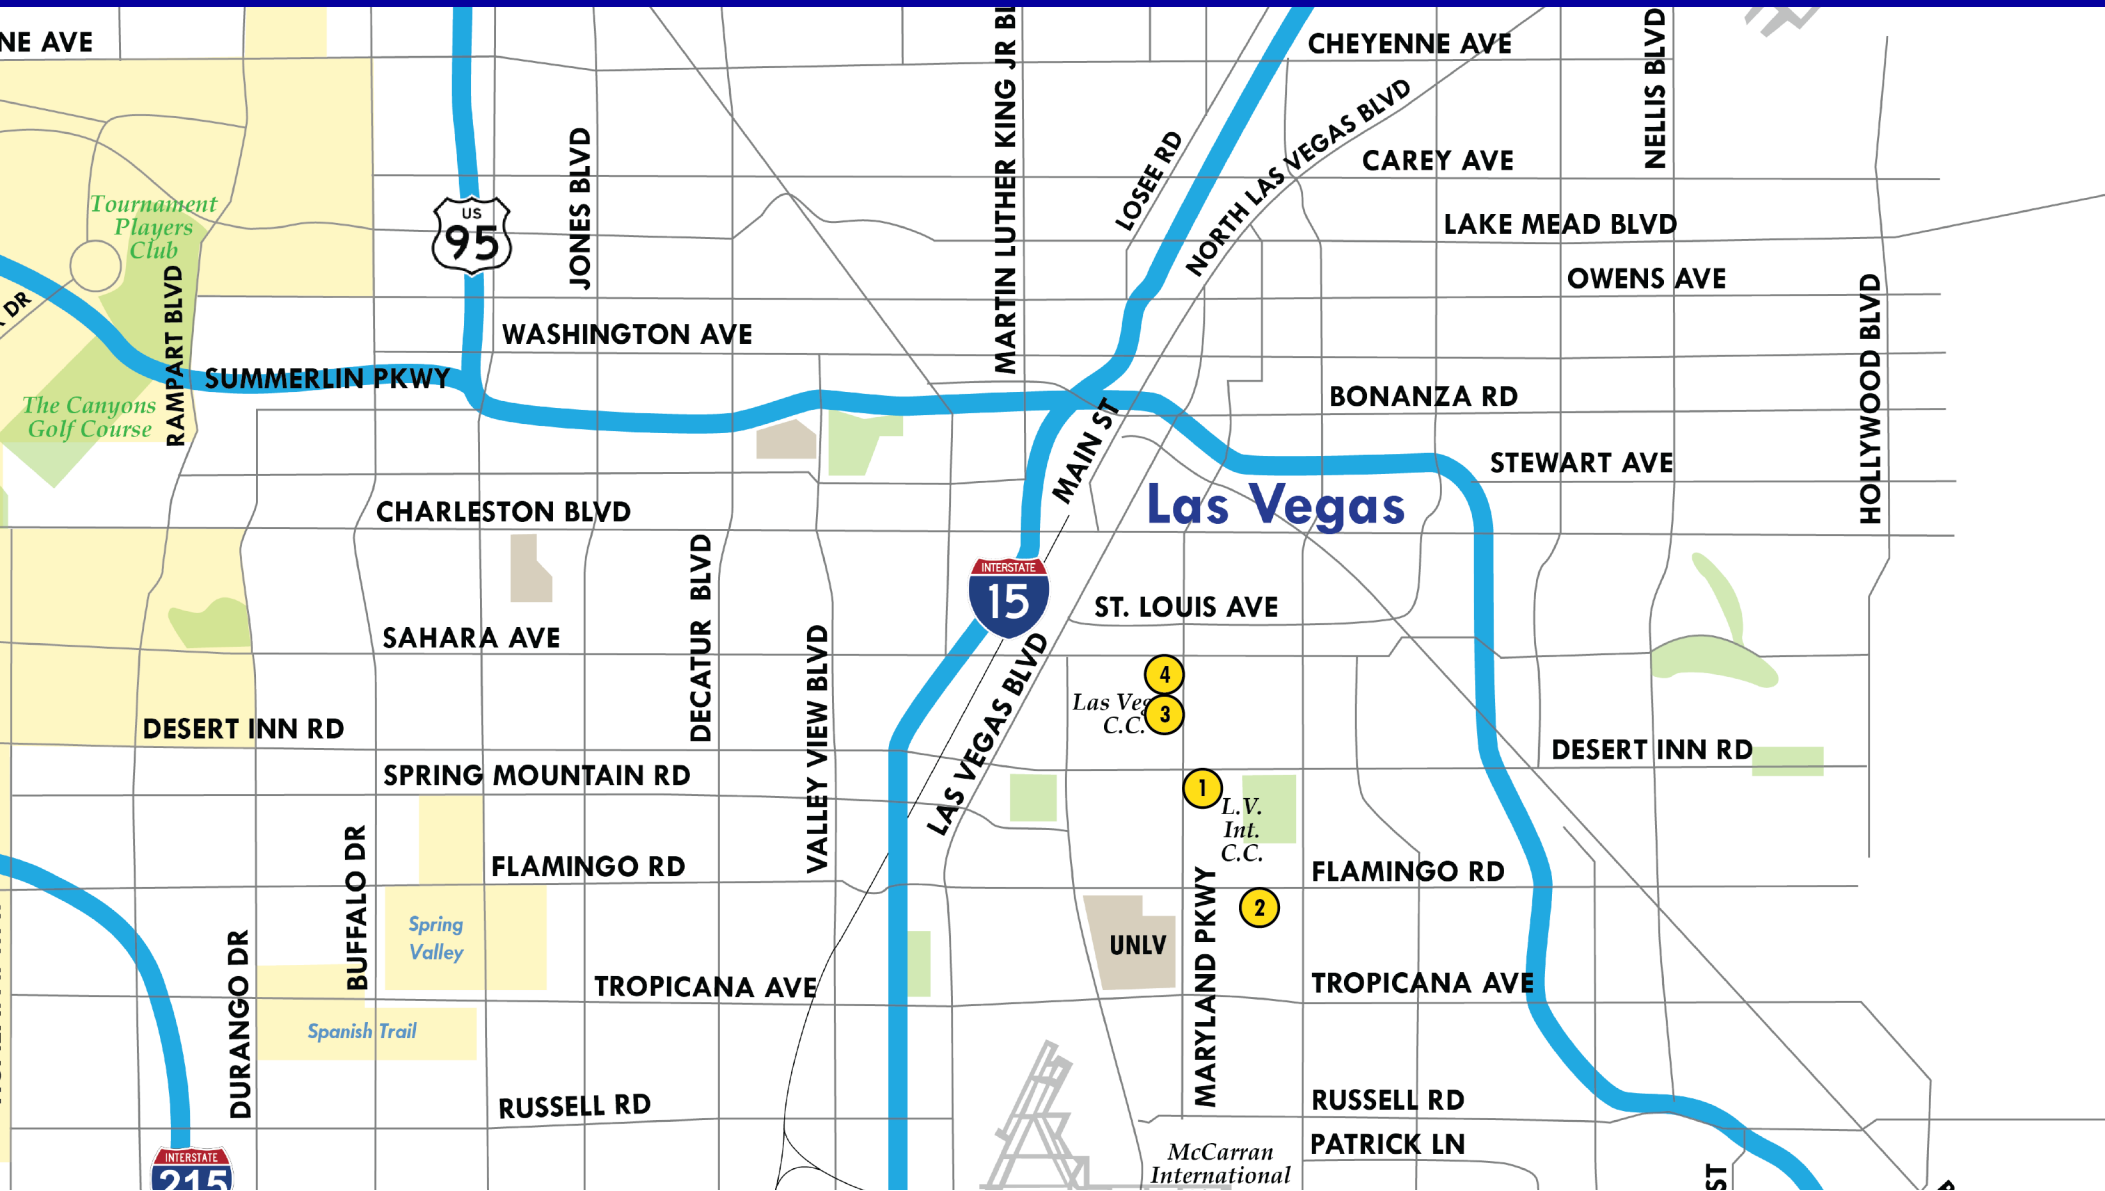 NE AVE
CHEYENNE AVE
NELLIS BLVD
MARTIN LUTHER KING JR BL
LOSEE RD
NORTH LAS VEGAS BLVD
CAREY AVE
JONES BLVD
US
95
Tournament
Players
Club
LAKE MEAD BLVD
OWENS AVE
DR
RAMPART BLVD
WASHINGTON AVE
HOLLYWOOD BLVD
SUMMERLIN PKWY
The Canyons
Golf Course
BONANZA RD
MAIN ST
STEWART AVE
Las Vegas
CHARLESTON BLVD
DECATUR BLVD
INTERSTATE
15
ST. LOUIS AVE
SAHARA AVE
VALLEY VIEW BLVD
LAS VEGAS BLVD
4
Las Veg
C.C.
3
DESERT INN RD
DESERT INN RD
SPRING MOUNTAIN RD
1
L.V.
Int.
C.C.
BUFFALO DR
FLAMINGO RD
FLAMINGO RD
2
Spring
Valley
UNLV
MARYLAND PKWY
DURANGO DR
TROPICANA AVE
TROPICANA AVE
Spanish Trail
RUSSELL RD
RUSSELL RD
PATRICK LN
McCarran
International
INTERSTATE
215
ST